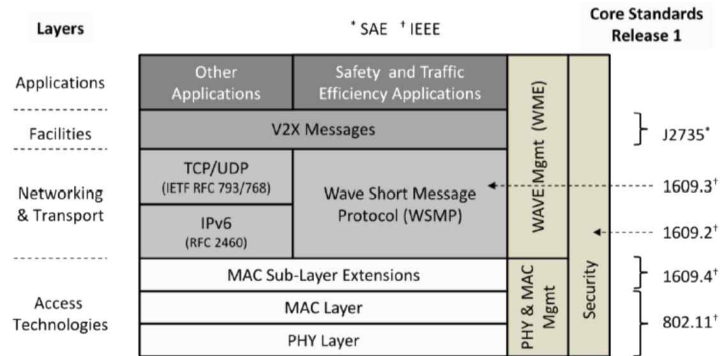 Layers
* SAE † IEEE
Core Standards
Release 1
Applications
Other
Applications
Safety and Traffic
Efficiency Applications
Facilities
V2X Messages
J2735*
Networking
& Transport
TCP/UDP
(IETF RFC 793/768)
IPv6
(RFC 2460)
Wave Short Message
Protocol (WSMP)
WAVE Mgmt (WME)
1609.3†
1609.2†
Access
Technologies
MAC Sub-Layer Extensions
MAC Layer
PHY Layer
PHY & MAC
Mgmt
Security
1609.4†
802.11†